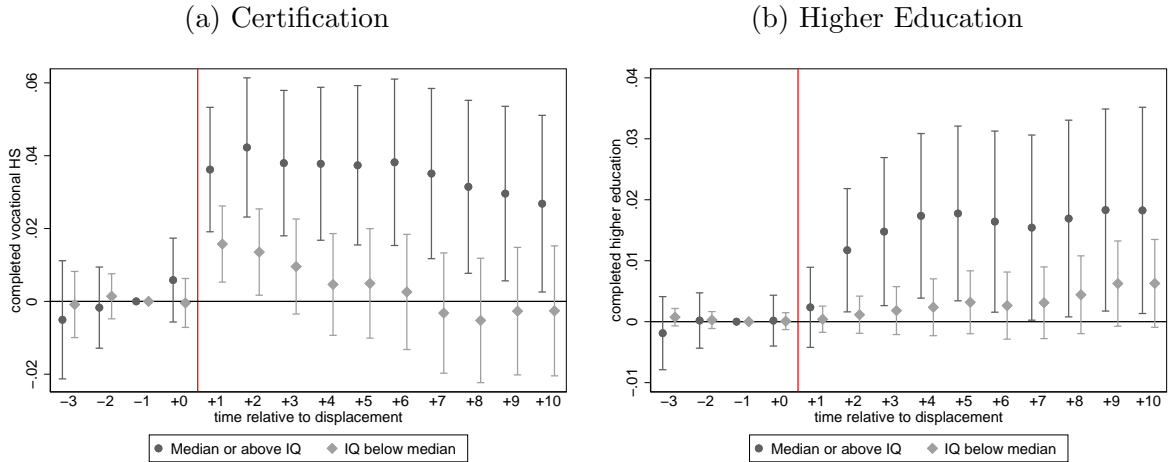 (a) Certification
completed vocational HS
.06
.04
.02
0
-.02
−3 −2 −1 +0 +1 +2 +3 +4 +5 +6 +7 +8 +9 +10
time relative to displacement
Median or above IQ IQ below median
(b) Higher Education
completed higher education
.04
.03
.02
.01
0
-.01
−3 −2 −1 +0 +1 +2 +3 +4 +5 +6 +7 +8 +9 +10
time relative to displacement
Median or above IQ IQ below median